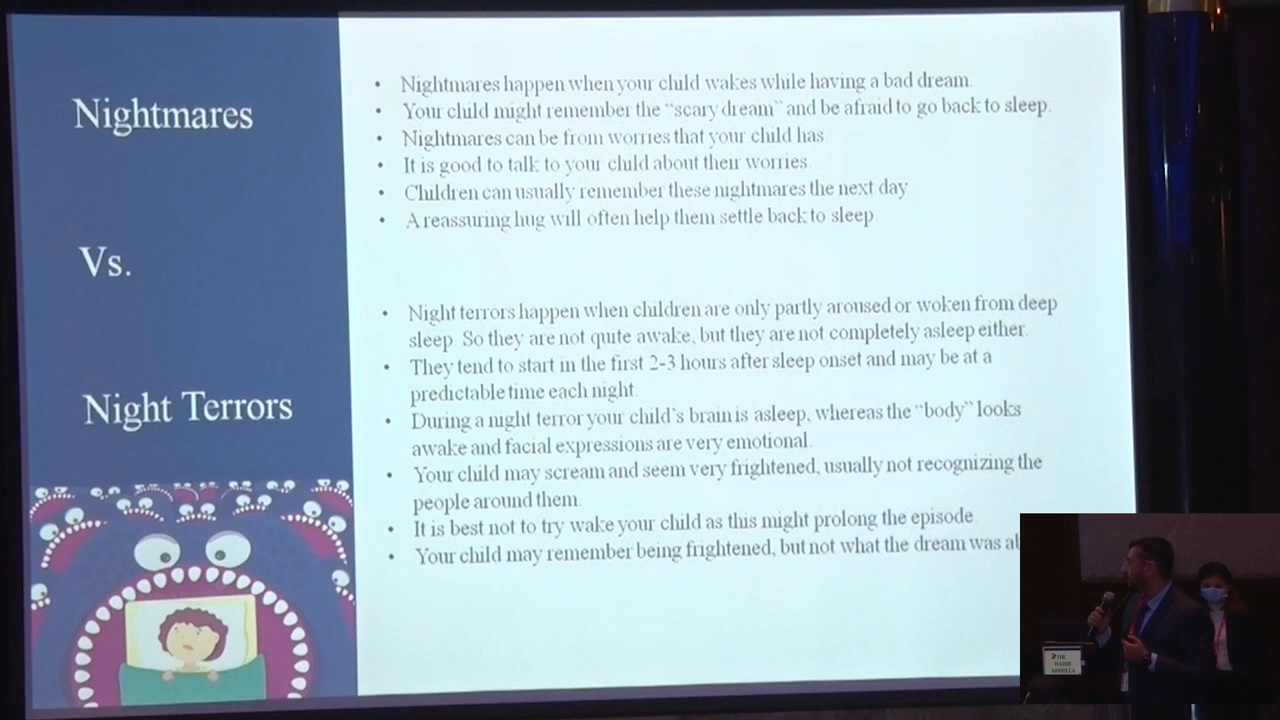 Nightmares
Vs.
Night Terrors
• Nightmares happen when your child wakes while having a bad dream.
• Your child might remember the “scary dream” and be afraid to go back to sleep.
• Nightmares can be from worries that your child has.
• It is good to talk to your child about their worries.
• Children can usually remember these nightmares the next day
• A reassuring hug will often help them settle back to sleep
• Night terrors happen when children are only partly aroused or woken from deep
sleep. So they are not quite awake, but they are not completely asleep either.
• They tend to start in the first 2-3 hours after sleep onset and may be at a
predictable time each night.
• During a night terror your child’s brain is asleep, whereas the “body” looks
awake and facial expressions are very emotional.
• Your child may scream and seem very frightened, usually not recognizing the
people around them.
• It is best not to try wake your child as this might prolong the episode
• Your child may remember being frightened, but not what the dream was
DR.
HABIB
ABDULLA